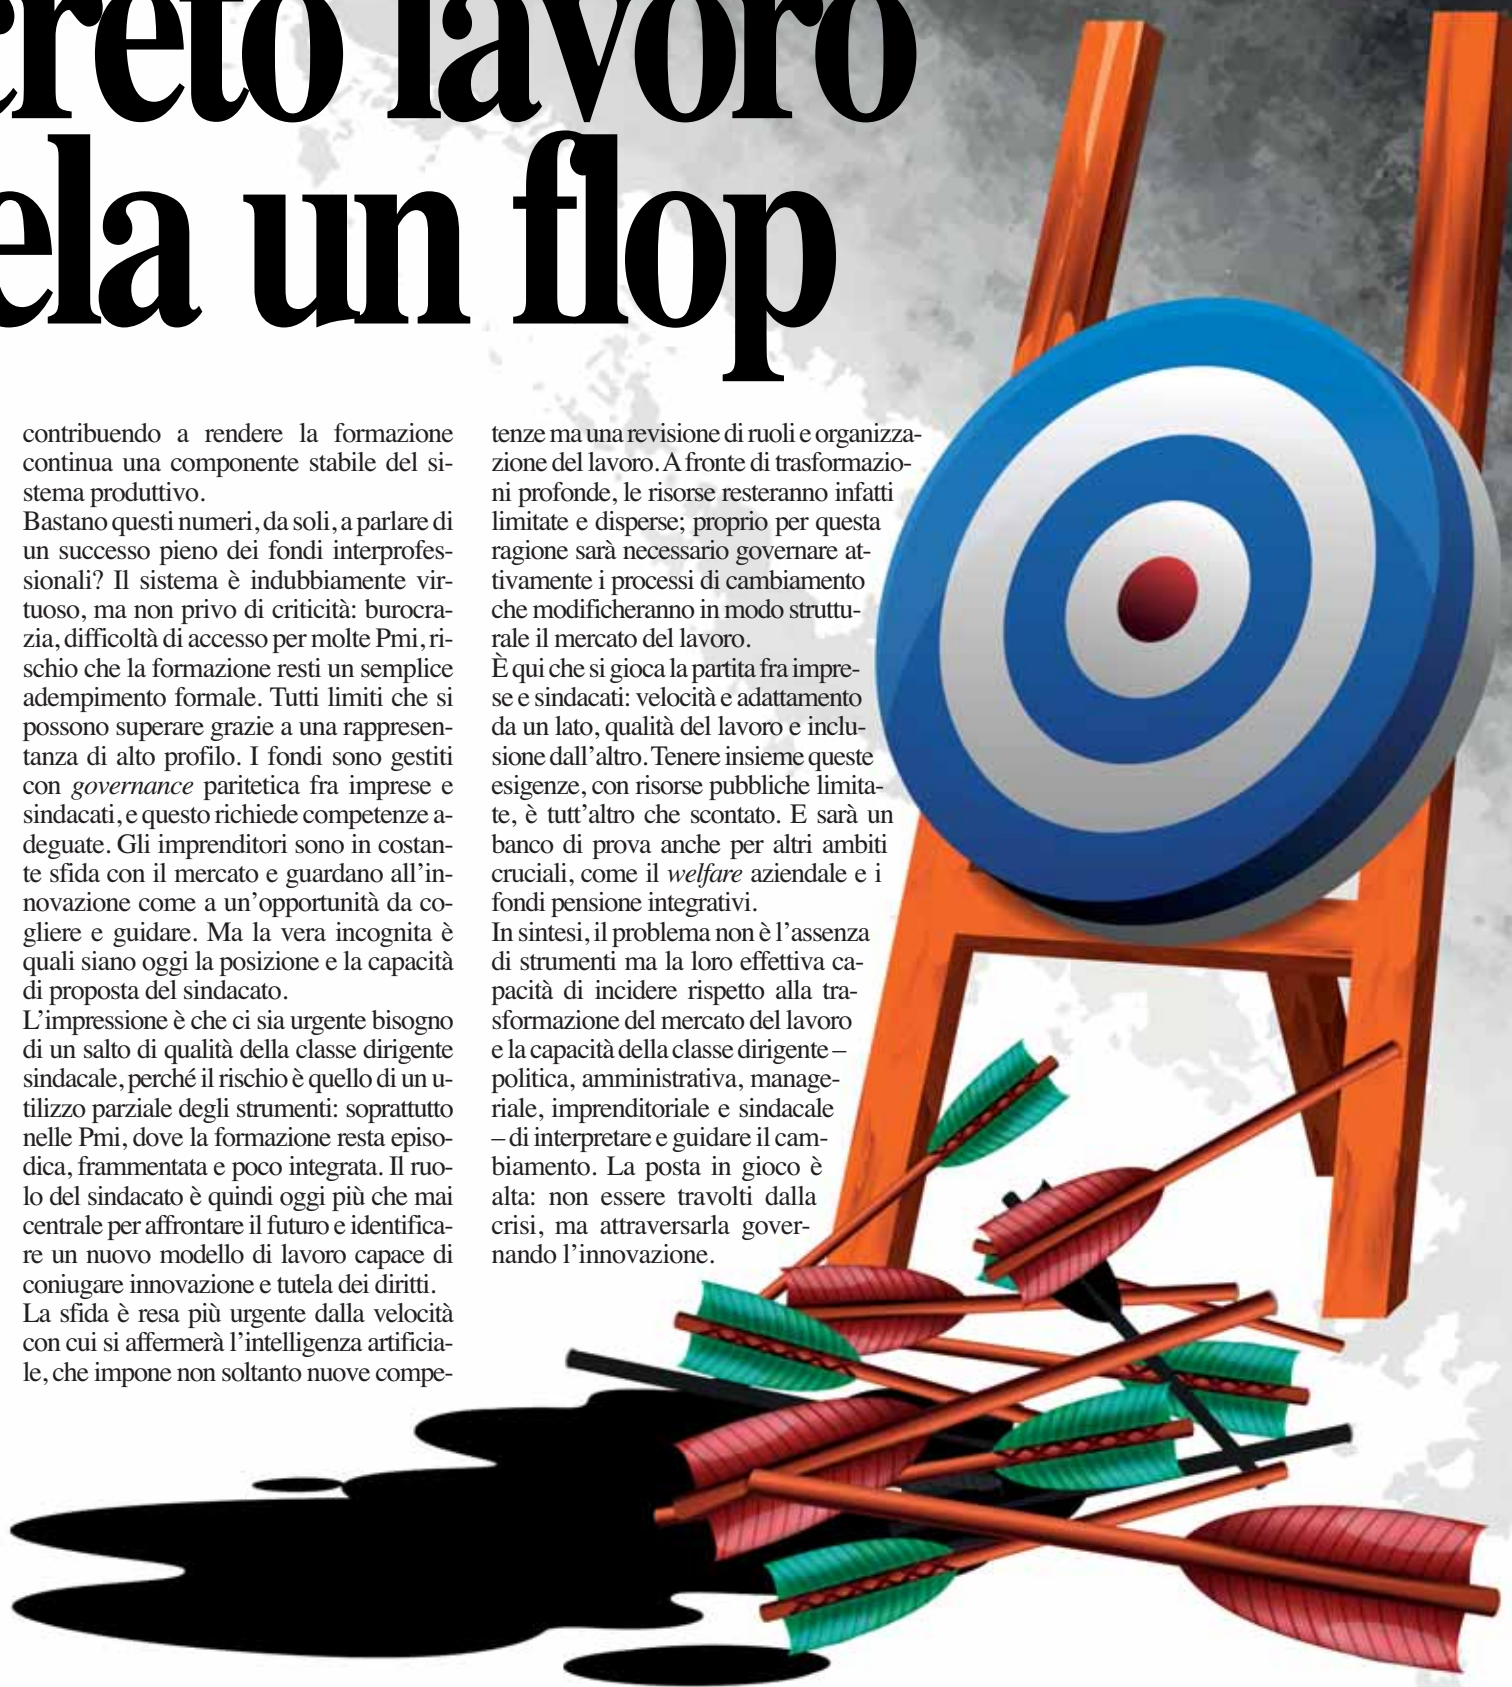 creto lavoro
ela un flop
contribuendo a rendere la formazione
continua una componente stabile del si-
stema produttivo.
Bastano questi numeri, da soli, a parlare di
un successo pieno dei fondi interprofes-
sionali? Il sistema è indubbiamente vir-
tuoso, ma non privo di criticità: burocra-
zia, difficoltà di accesso per molte Pmi, ri-
schio che la formazione resti un semplice
adempimento formale. Tutti limiti che si
possono superare grazie a una rappresen-
tanza di alto profilo. I fondi sono gestiti
con governance paritetica fra imprese e
sindacati, e questo richiede competenze a-
deguate. Gli imprenditori sono in costan-
te sfida con il mercato e guardano all'in-
novazione come a un'opportunità da co-
gliere e guidare. Ma la vera incognita è
quali siano oggi la posizione e la capacità
di proposta del sindacato.
L'impressione è che ci sia urgente bisogno
di un salto di qualità della classe dirigente
sindacale, perché il rischio è quello di un u-
tilizzo parziale degli strumenti: soprattutto
nelle Pmi, dove la formazione resta episo-
dica, frammentata e poco integrata. Il ruo-
lo del sindacato è quindi oggi più che mai
centrale per affrontare il futuro e identifica-
re un nuovo modello di lavoro capace di
coniugare innovazione e tutela dei diritti.
La sfida è resa più urgente dalla velocità
con cui si affermerà l'intelligenza artificia-
le, che impone non soltanto nuove compe-
tenze ma una revisione di ruoli e organizza-
zione del lavoro. A fronte di trasformazio-
ni profonde, le risorse resteranno infatti
limitate e disperse; proprio per questa
ragione sarà necessario governare at-
tivamente i processi di cambiamento
che modificheranno in modo struttu-
rale il mercato del lavoro.
È qui che si gioca la partita fra impre-
se e sindacati: velocità e adattamento
da un lato, qualità del lavoro e inclu-
sione dall'altro. Tenere insieme queste
esigenze, con risorse pubbliche limita-
te, è tutt'altro che scontato. E sarà un
banco di prova anche per altri ambiti
cruciali, come il welfare aziendale e i
fondi pensione integrativi.
In sintesi, il problema non è l'assenza
di strumenti ma la loro effettiva ca-
pacità di incidere rispetto alla tra-
sformazione del mercato del lavoro
e la capacità della classe dirigente –
politica, amministrativa, manage-
riale, imprenditoriale e sindacale
– di interpretare e guidare il cam-
biamento. La posta in gioco è
alta: non essere travolti dalla
crisi, ma attraversarla gover-
nando l'innovazione.